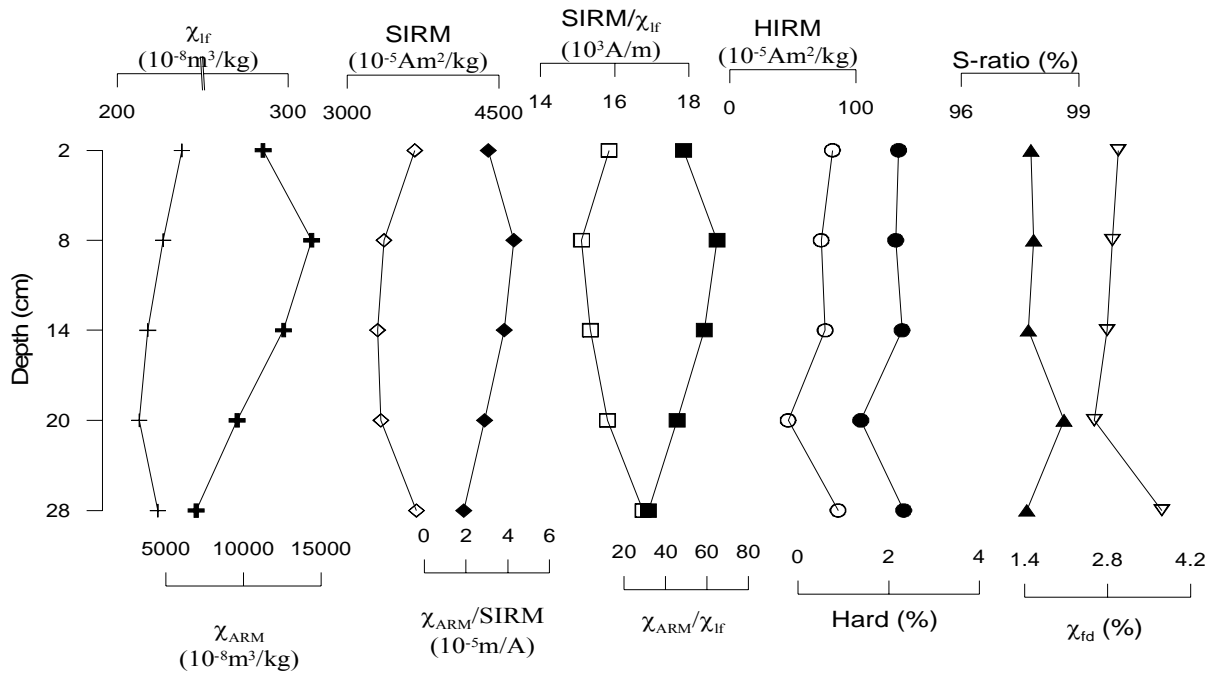 χlf
(10-8m3/kg)
200 300
SIRM
(10-5Am2/kg)
3000 4500
SIRM/χlf
(103A/m)
14 16 18
HIRM
(10-5Am2/kg)
0 100
S-ratio (%)
96 99
Depth (cm)
2
8
14
20
28
5000 10000 15000
χARM
(10-8m3/kg)
0 2 4 6
χARM/SIRM
(10-5m/A)
20 40 60 80
χARM/χlf
0 2 4
Hard (%)
1.4 2.8 4.2
χfd (%)